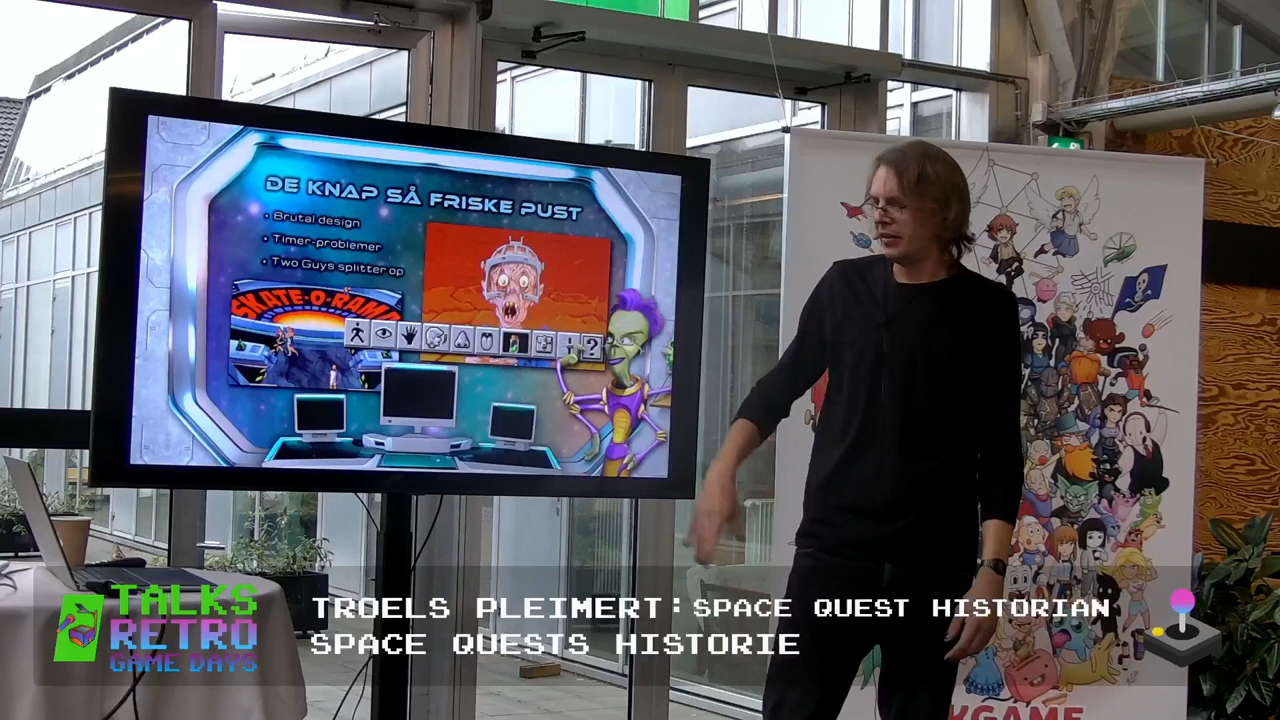 DE KNAP SÅ FRISKE PUST
• Brutal design
• Timer-problemer
• Two Guys splitter op
SKATE-O-RAMA
?
TALKS
RETRO
GAME DAYS
TROELS PLEIMERT: SPACE QUEST HISTORIAN
SPACE QUESTS HISTORIE
KGAME